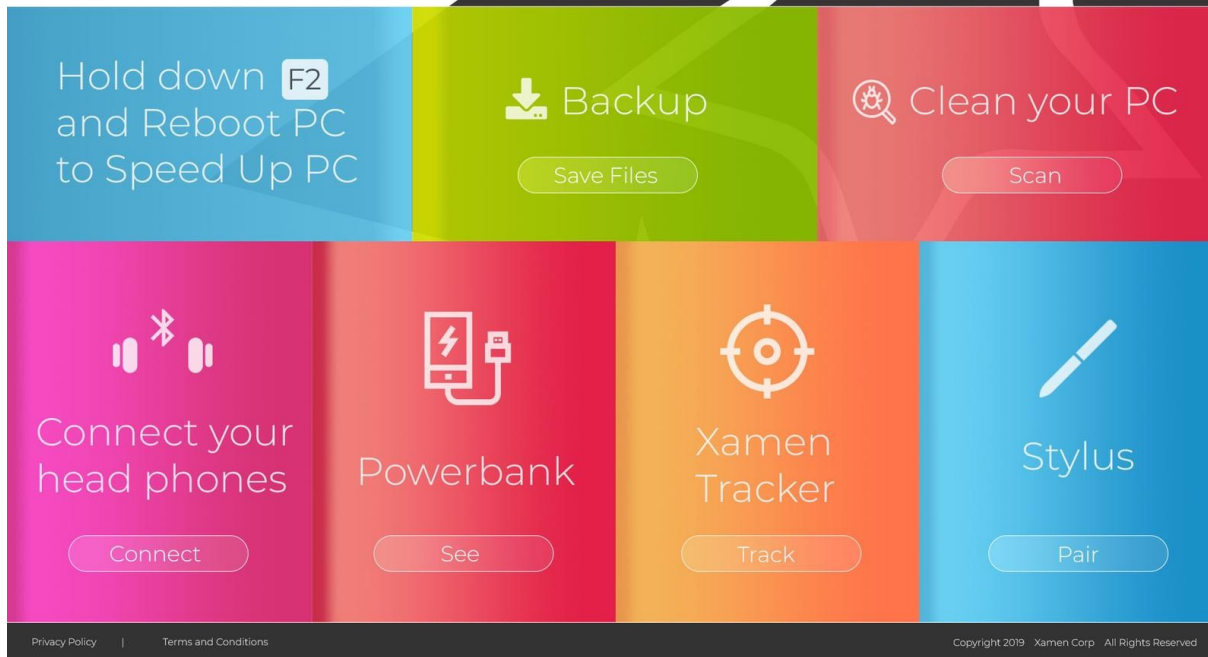 Hold down F2
and Reboot PC
to Speed Up PC
Backup
Save Files
Clean your PC
Scan
Connect your
head phones
Connect
Powerbank
See
Xamen
Tracker
Track
Stylus
Pair
Privacy Policy | Terms and Conditions
Copyright 2019 Xamen Corp All Rights Reserved